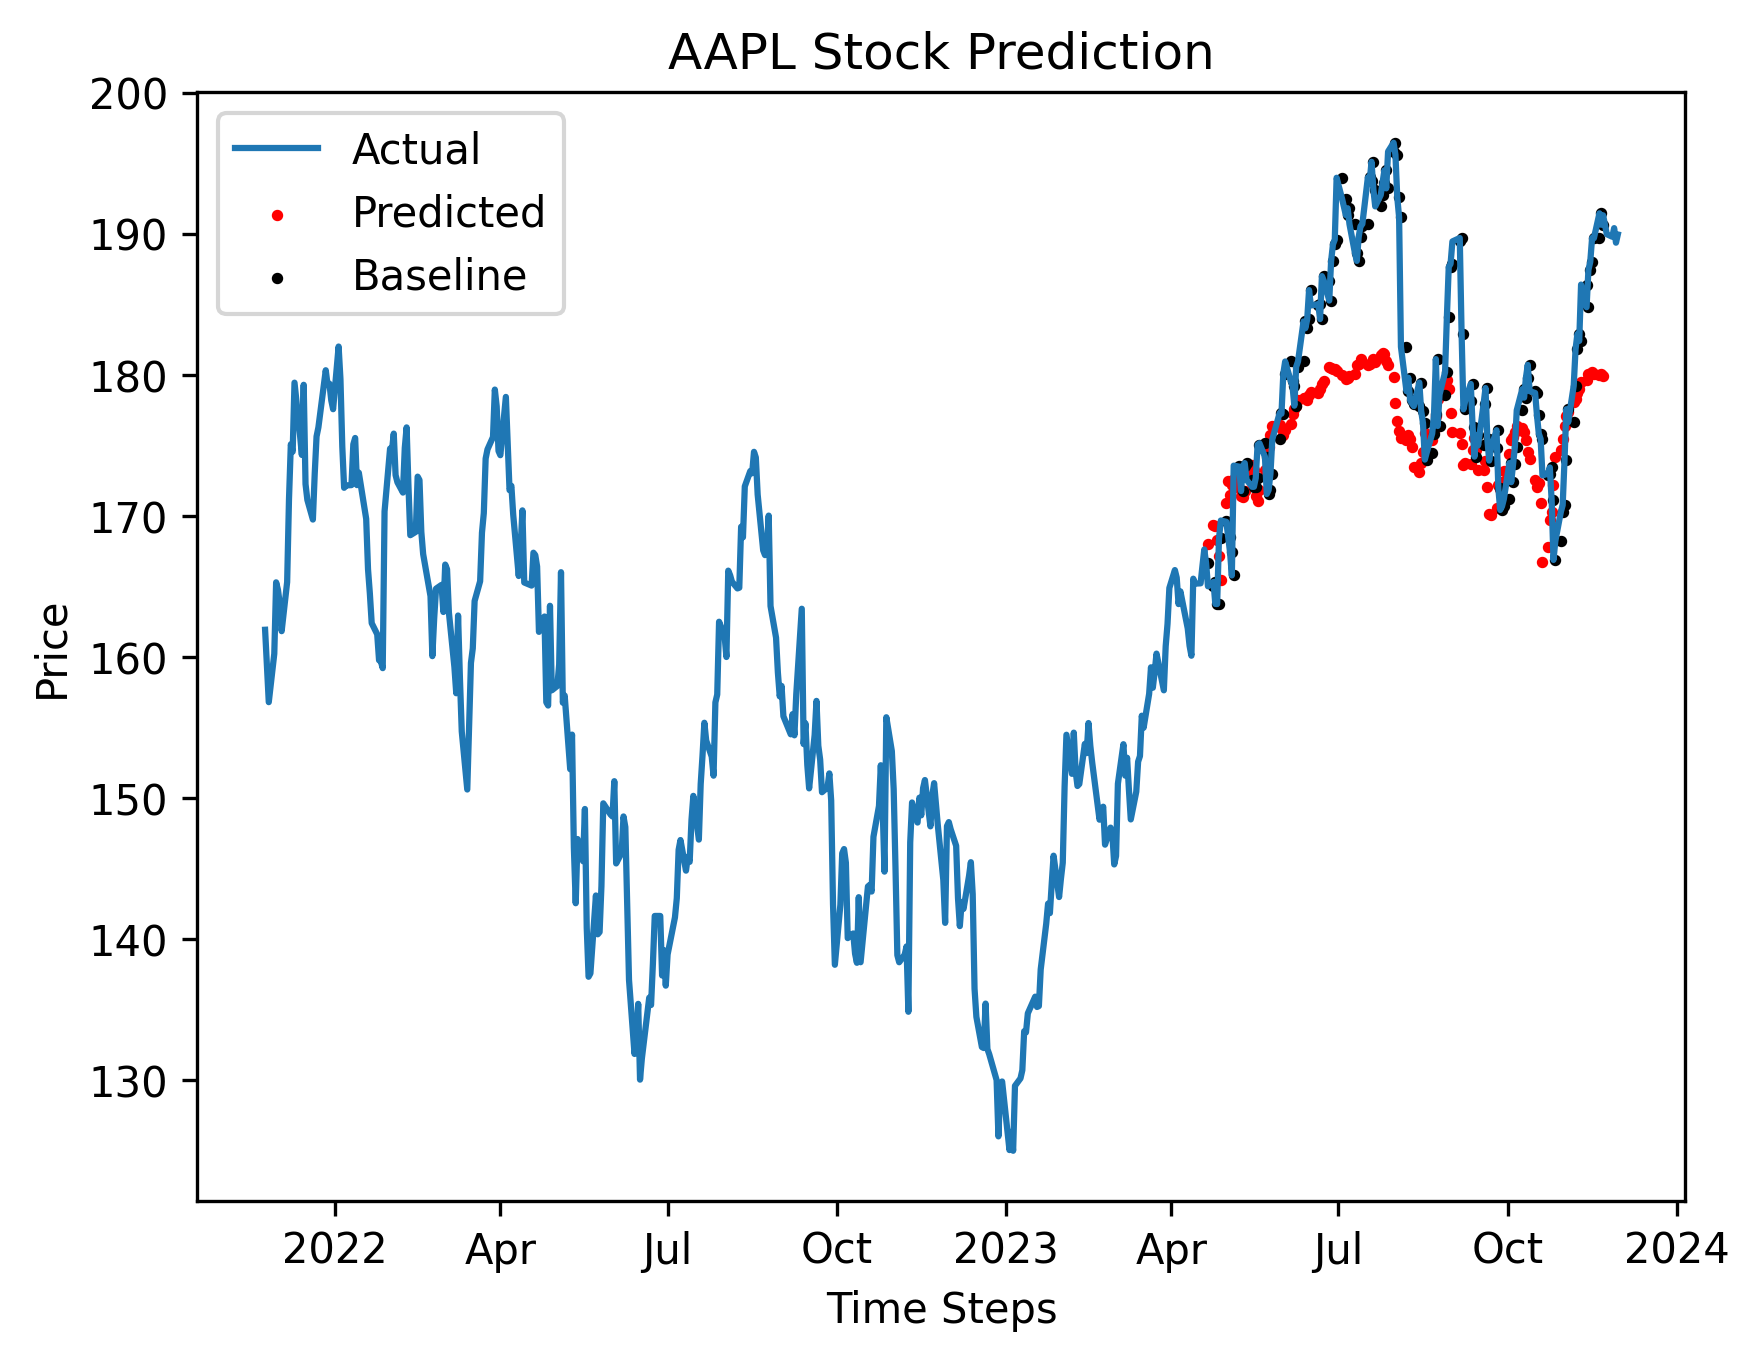 AAPL Stock Prediction
200
190
180
170
160
150
140
130
Price
Actual
Predicted
Baseline
2022 Apr Jul Oct 2023 Apr Jul Oct 2024
Time Steps